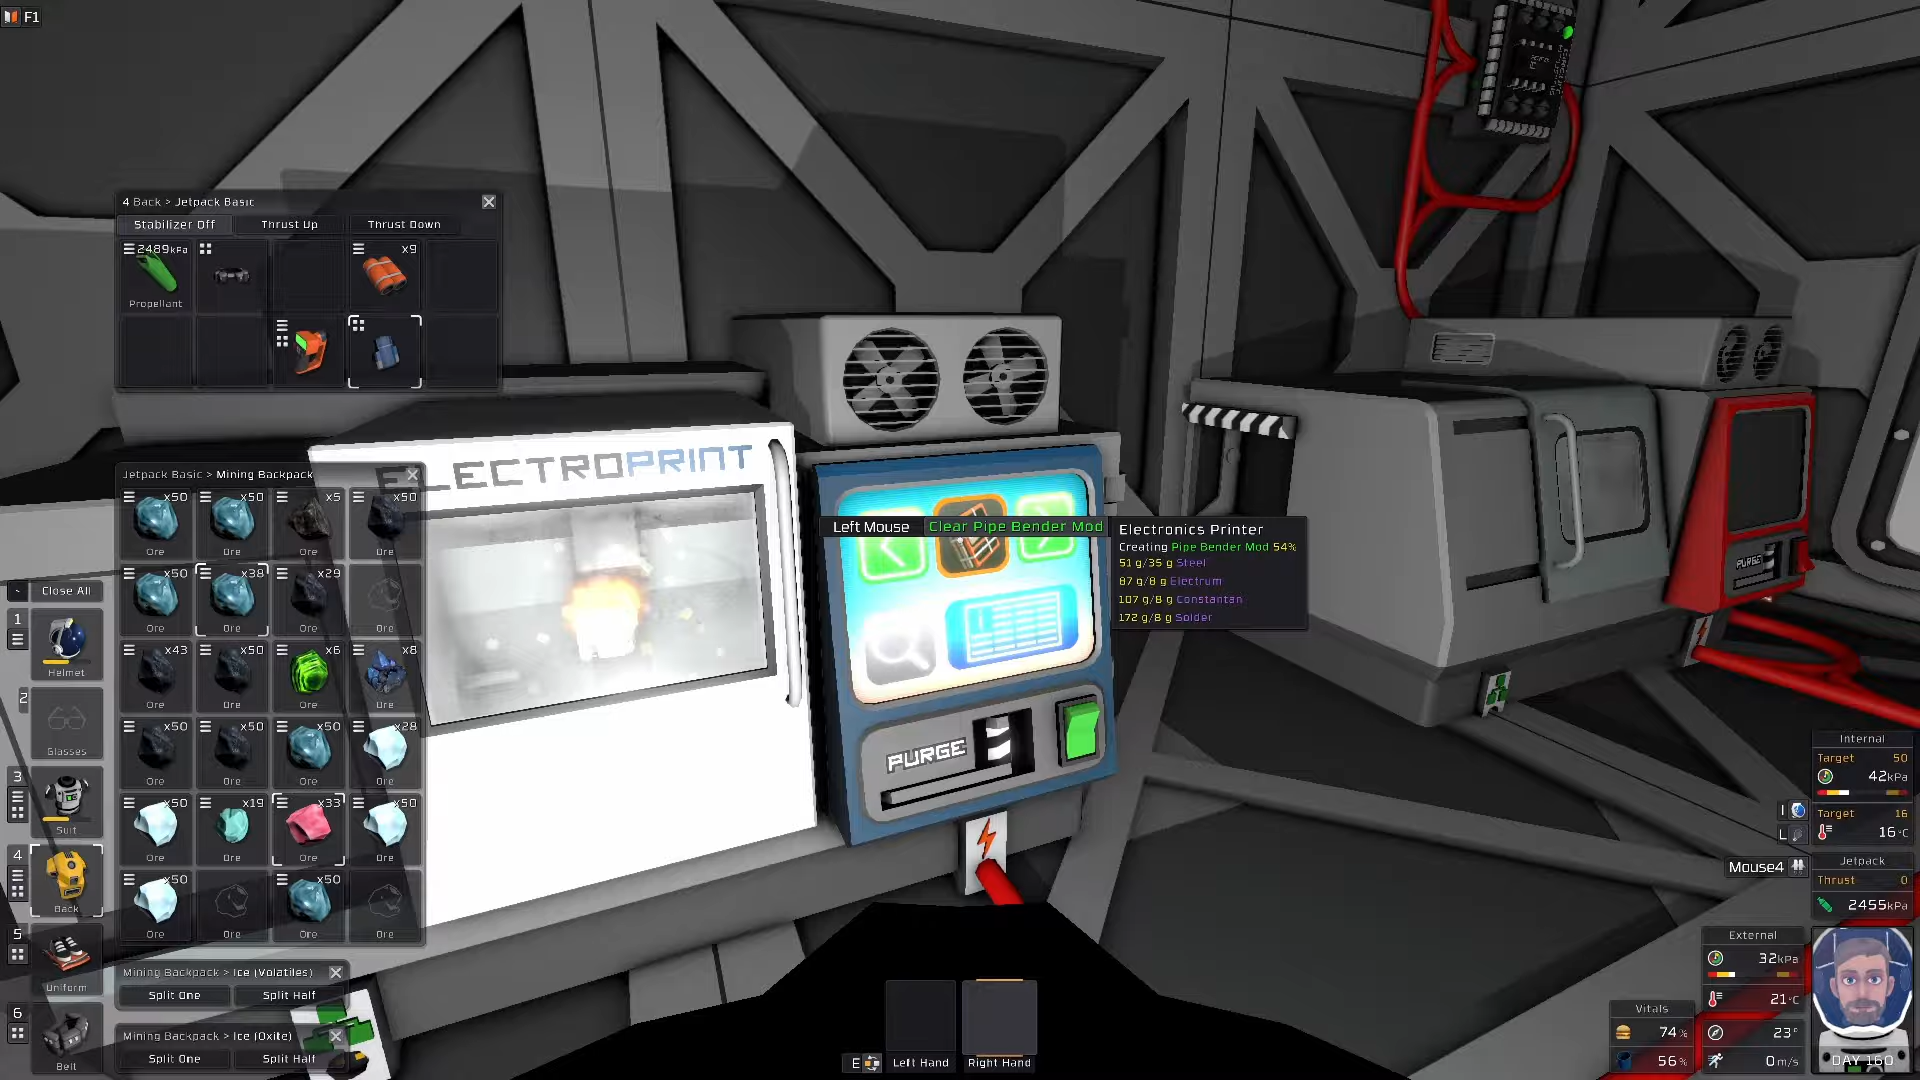 F1
4 Back > Jetpack Basic
Stabilizer Off
Thrust Up
Thrust Down
2489kPa
x9
Propellant
ELECTROPRINT
Jetpack Basic > Mining Backpack
x50
x50
x5
x50
Ore
Ore
Ore
Ore
x50
x38
x29
Ore
Ore
Ore
Ore
x43
x50
x6
x8
Ore
Ore
Ore
Ore
x50
x50
x50
x28
Ore
Ore
Ore
Ore
x50
x19
x33
x50
Ore
Ore
Ore
Ore
x50
x50
Ore
Ore
Ore
Ore
~ Close All
1
Helmet
2
Glasses
3
Suit
4
Back
5
Uniform
6
Belt
Mining Backpack > Ice (Volatiles)
Split One
Split Half
Mining Backpack > Ice (Oxite)
Split One
Split Half
Left Mouse
Clear Pipe Bender Mod
Electronics Printer
Creating Pipe Bender Mod 54%
51 g/35 g Steel
87 g/8 g Electrum
107 g/8 g Constantan
172 g/8 g Solder
PURGE
PURGE
E
Left Hand
Right Hand
Internal
Target 50
42kPa
Target 16
16°C
I
L
Mouse4
Jetpack
Thrust 0
2455kPa
External
32kPa
21°C
23°
0m/s
Vitals
74%
56%
DAY 160